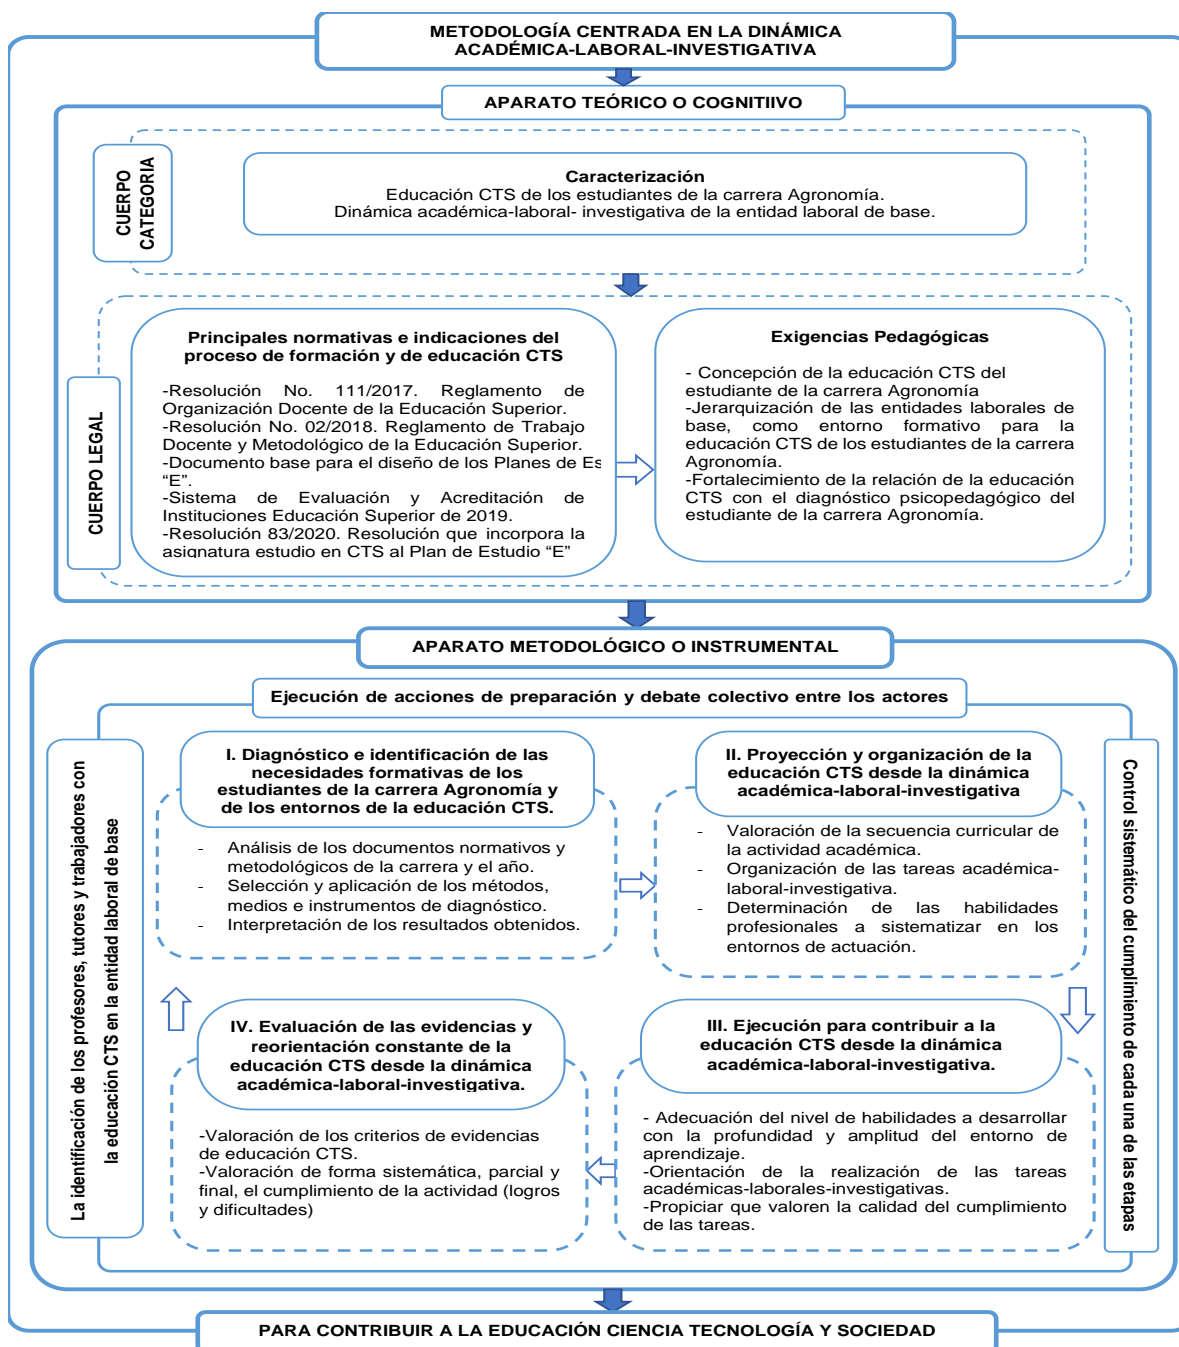 METODOLOGÍA CENTRADA EN LA DINÁMICA
ACADÉMICA-LABORAL-INVESTIGATIVA
APARATO TEÓRICO O COGNITIIVO
CUERPO
CATEGORIA
Caracterización
Educación CTS de los estudiantes de la carrera Agronomía.
Dinámica académica-laboral- investigativa de la entidad laboral de base.
CUERPO LEGAL
Principales normativas e indicaciones del
proceso de formación y de educación CTS
-Resolución No. 111/2017. Reglamento de
Organización Docente de la Educación Superior.
-Resolución No. 02/2018. Reglamento de Trabajo
Docente y Metodológico de la Educación Superior.
-Documento base para el diseño de los Planes de Es
“E”.
-Sistema de Evaluación y Acreditación de
Instituciones Educación Superior de 2019.
-Resolución 83/2020. Resolución que incorpora la
asignatura estudio en CTS al Plan de Estudio “E”
Exigencias Pedagógicas
- Concepción de la educación CTS del
estudiante de la carrera Agronomía
-Jerarquización de las entidades laborales de
base, como entorno formativo para la
educación CTS de los estudiantes de la carrera
Agronomía.
-Fortalecimiento de la relación de la educación
CTS con el diagnóstico psicopedagógico del
estudiante de la carrera Agronomía.
APARATO METODOLÓGICO O INSTRUMENTAL
Ejecución de acciones de preparación y debate colectivo entre los actores
La identificación de los profesores, tutores y trabajadores con
la educación CTS en la entidad laboral de base
I. Diagnóstico e identificación de las
necesidades formativas de los
estudiantes de la carrera Agronomía y
de los entornos de la educación CTS.
- Análisis de los documentos normativos y
metodológicos de la carrera y el año.
- Selección y aplicación de los métodos,
medios e instrumentos de diagnóstico.
- Interpretación de los resultados obtenidos.
II. Proyección y organización de la
educación CTS desde la dinámica
académica-laboral-investigativa
- Valoración de la secuencia curricular de
la actividad académica.
- Organización de las tareas académica-
laboral-investigativa.
- Determinación de las habilidades
profesionales a sistematizar en los
entornos de actuación.
Control sistemático del cumplimiento de cada una de las etapas
IV. Evaluación de las evidencias y
reorientación constante de la
educación CTS desde la dinámica
académica-laboral-investigativa.
-Valoración de los criterios de evidencias
de educación CTS.
-Valoración de forma sistemática, parcial y
final, el cumplimiento de la actividad (logros
y dificultades)
III. Ejecución para contribuir a la
educación CTS desde la dinámica
académica-laboral-investigativa.
- Adecuación del nivel de habilidades a desarrollar
con la profundidad y amplitud del entorno de
aprendizaje.
-Orientación de la realización de las tareas
académicas-laborales-investigativas.
-Propiciar que valoren la calidad del cumplimiento
de las tareas.
PARA CONTRIBUIR A LA EDUCACIÓN CIENCIA TECNOLOGÍA Y SOCIEDAD